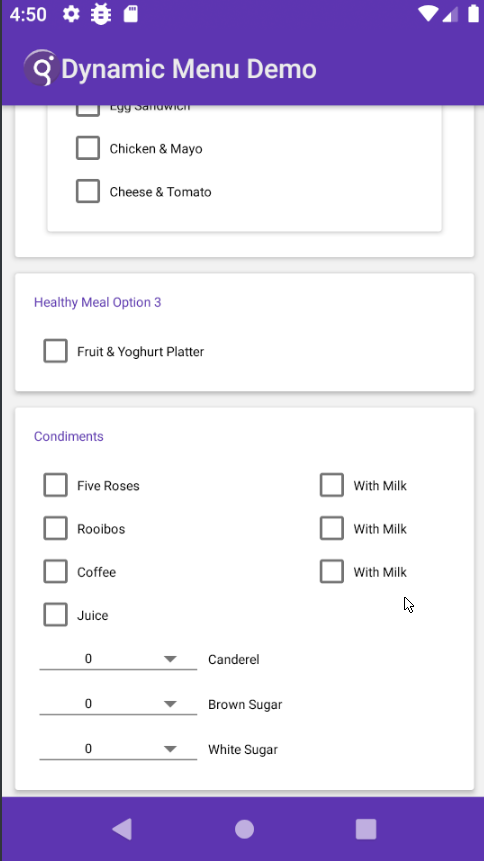 4:50
Dynamic Menu Demo
Egg Sandwich
Chicken & Mayo
Cheese & Tomato
Healthy Meal Option 3
Fruit & Yoghurt Platter
Condiments
Five Roses With Milk
Rooibos With Milk
Coffee With Milk
Juice
0 Canderel
0 Brown Sugar
0 White Sugar